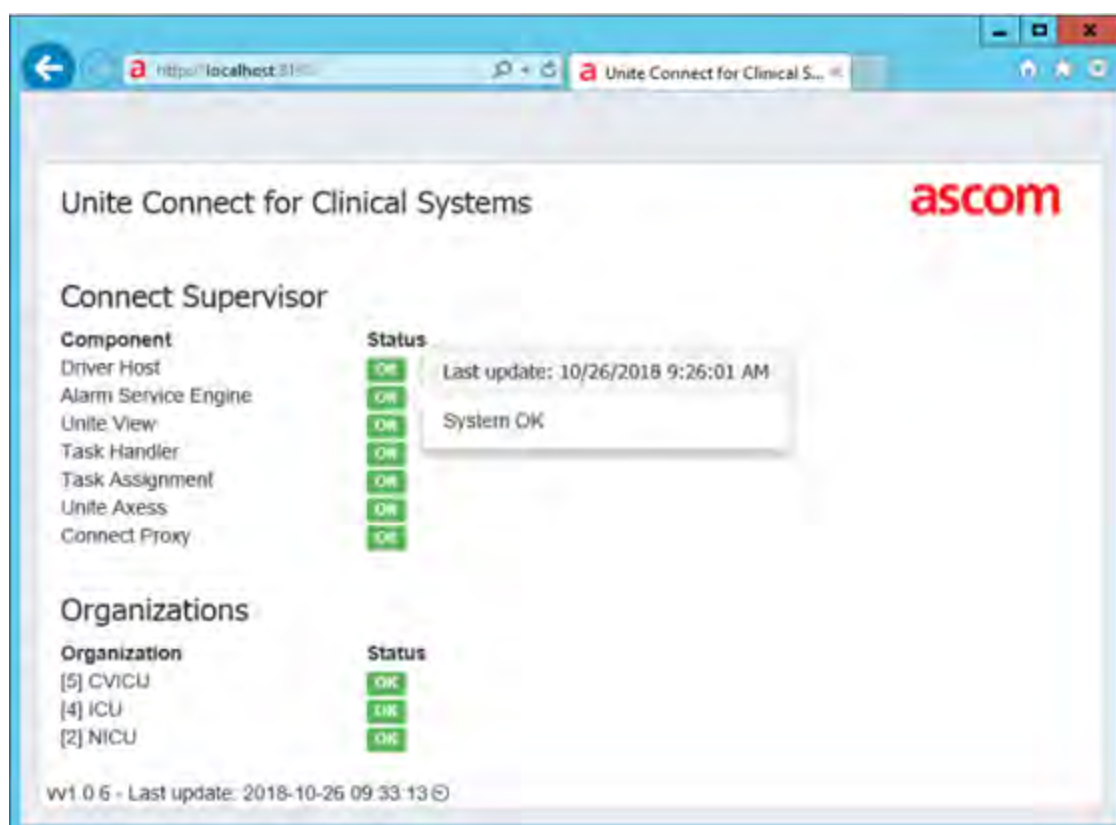 http://localhost
Unite Connect for Clinical S...
Unite Connect for Clinical Systems
ascom
Connect Supervisor
Component Status
Driver Host OK
Last update: 10/26/2018 9:26:01 AM
Alarm Service Engine OK
Unite View OK
System OK
Task Handler OK
Task Assignment OK
Unite Axess OK
Connect Proxy OK
Organizations
Organization Status
[5] CVICU OK
[4] ICU OK
[2] NICU OK
vv1.0.6 - Last update: 2018-10-26 09:33:13